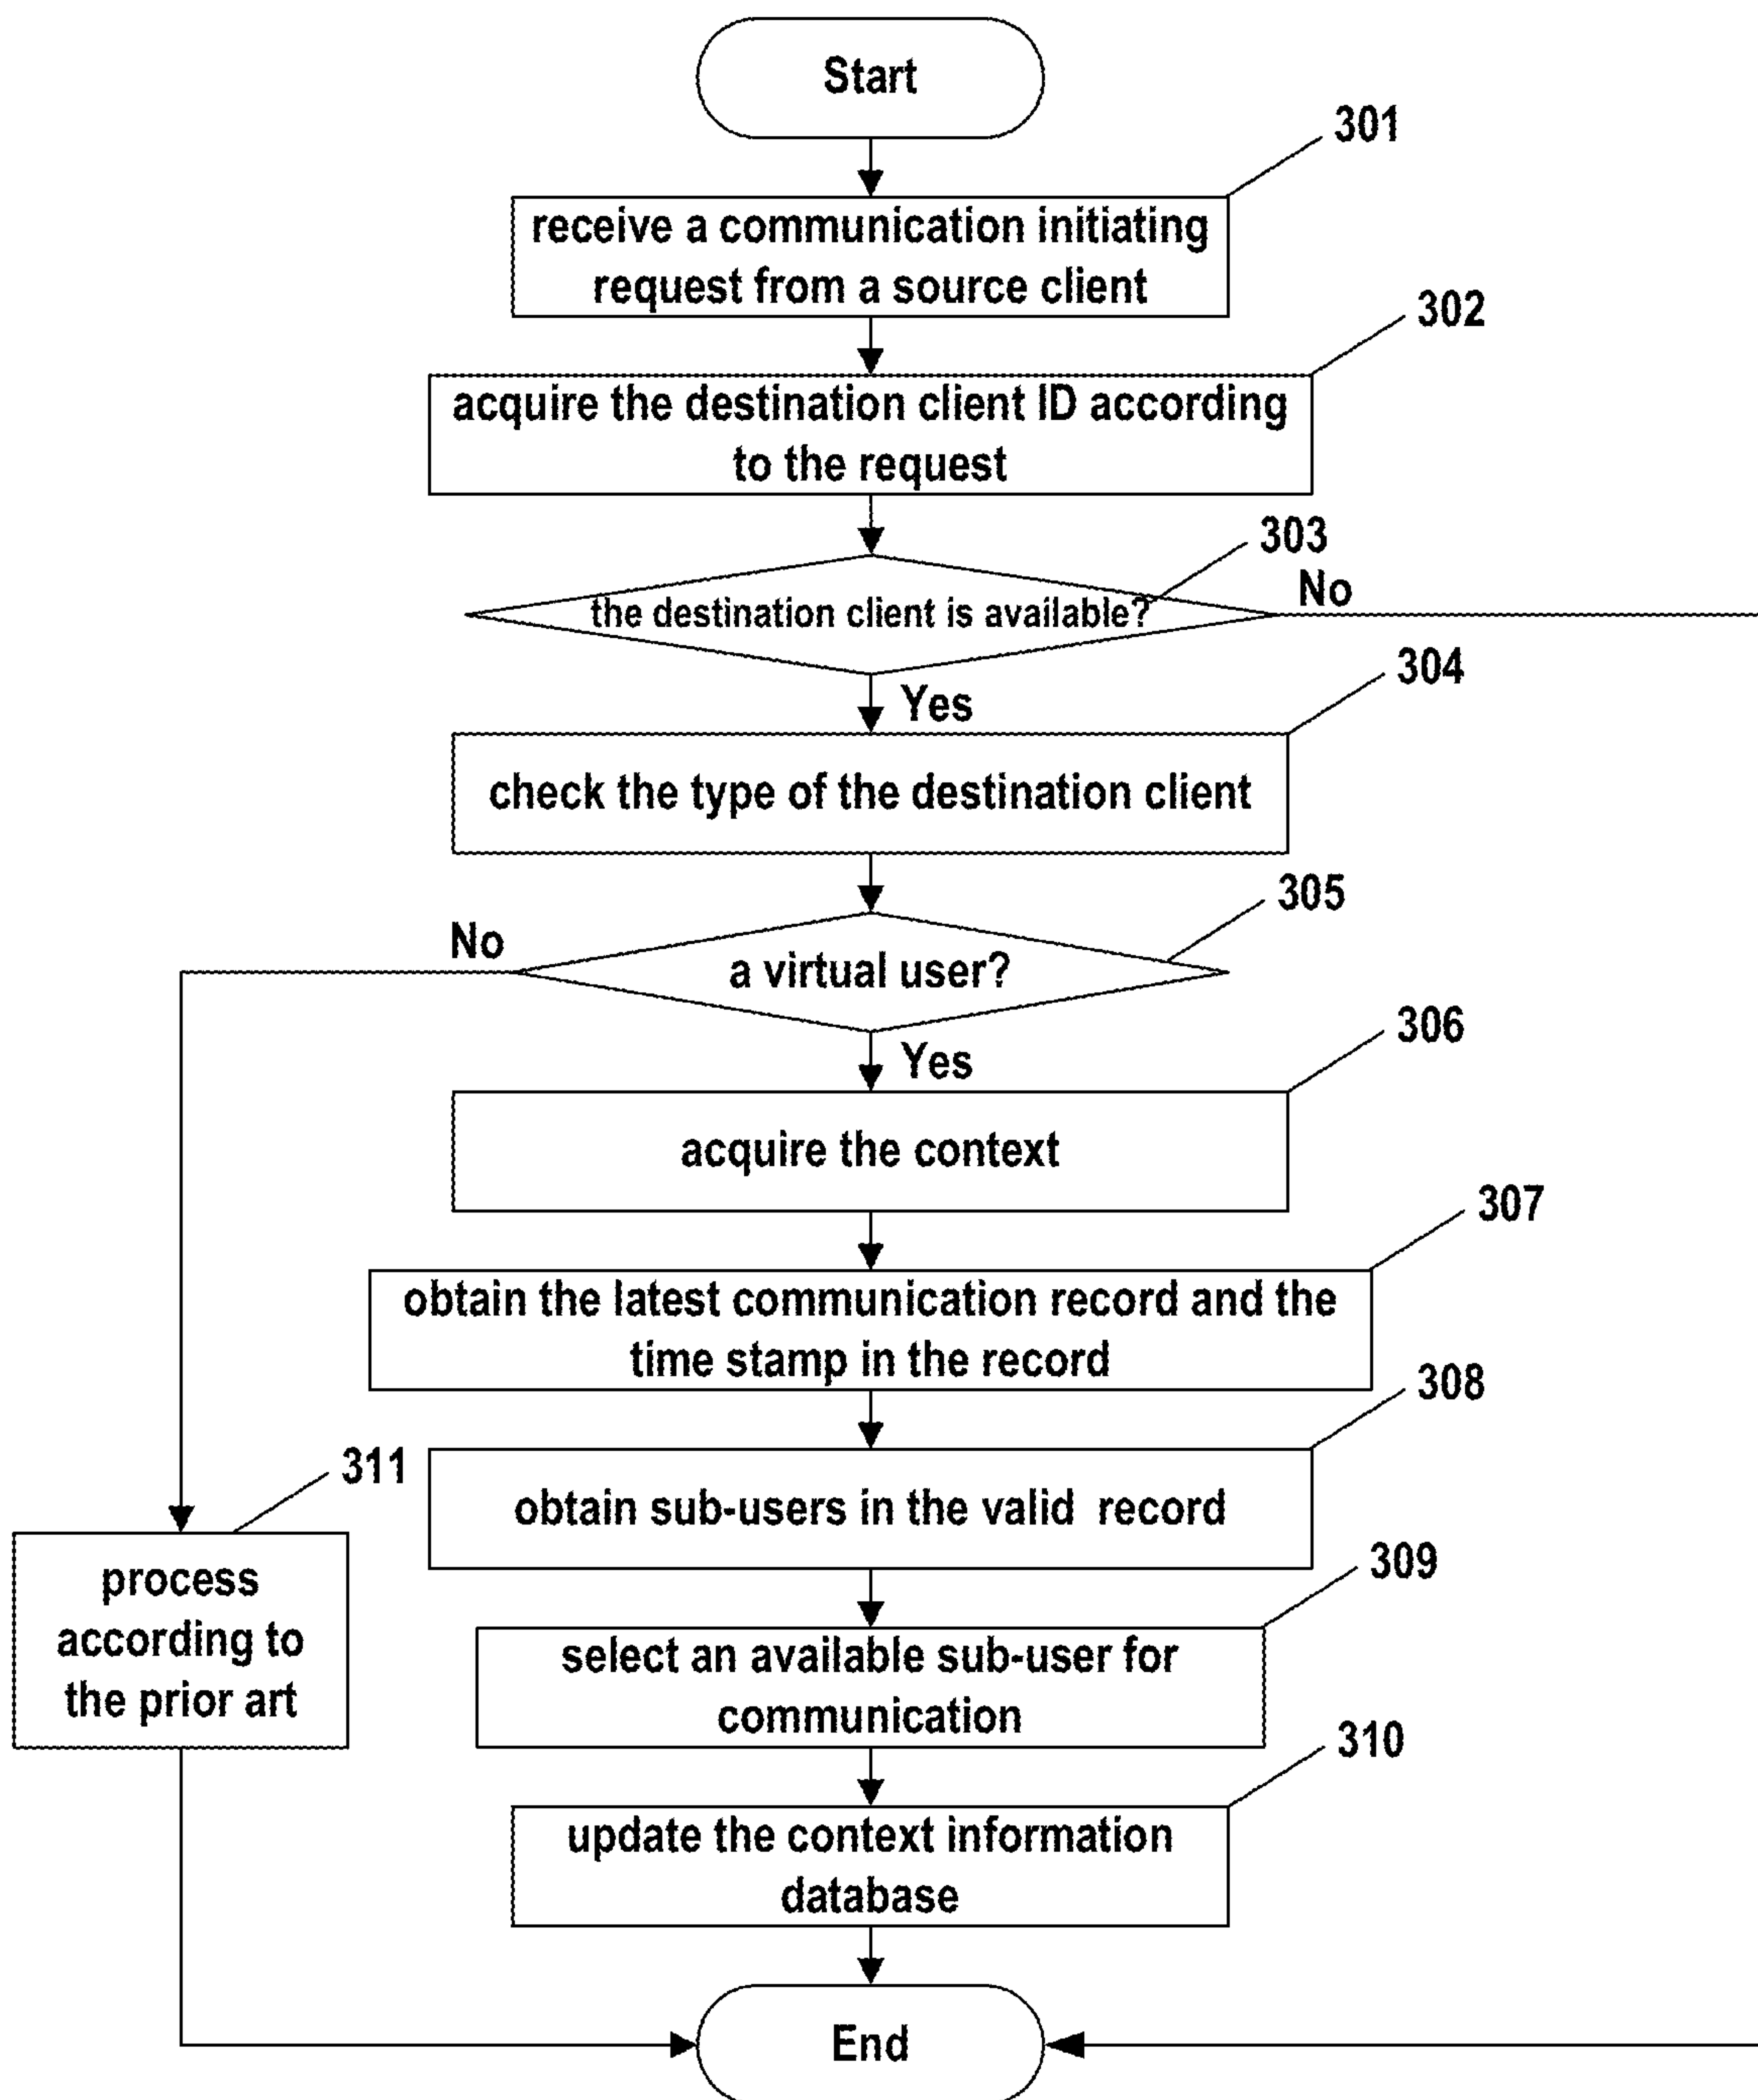 Start
301
receive a communication initiating
request from a source client
302
acquire the destination client ID according
to the request
303
the destination client is available?
No
304
Yes
check the type of the destination client
305
No
a virtual user?
306
Yes
acquire the context
307
obtain the latest communication record and the
time stamp in the record
308
obtain sub-users in the valid record
311
process
according to
the prior art
309
select an available sub-user for
communication
310
update the context information
database
End